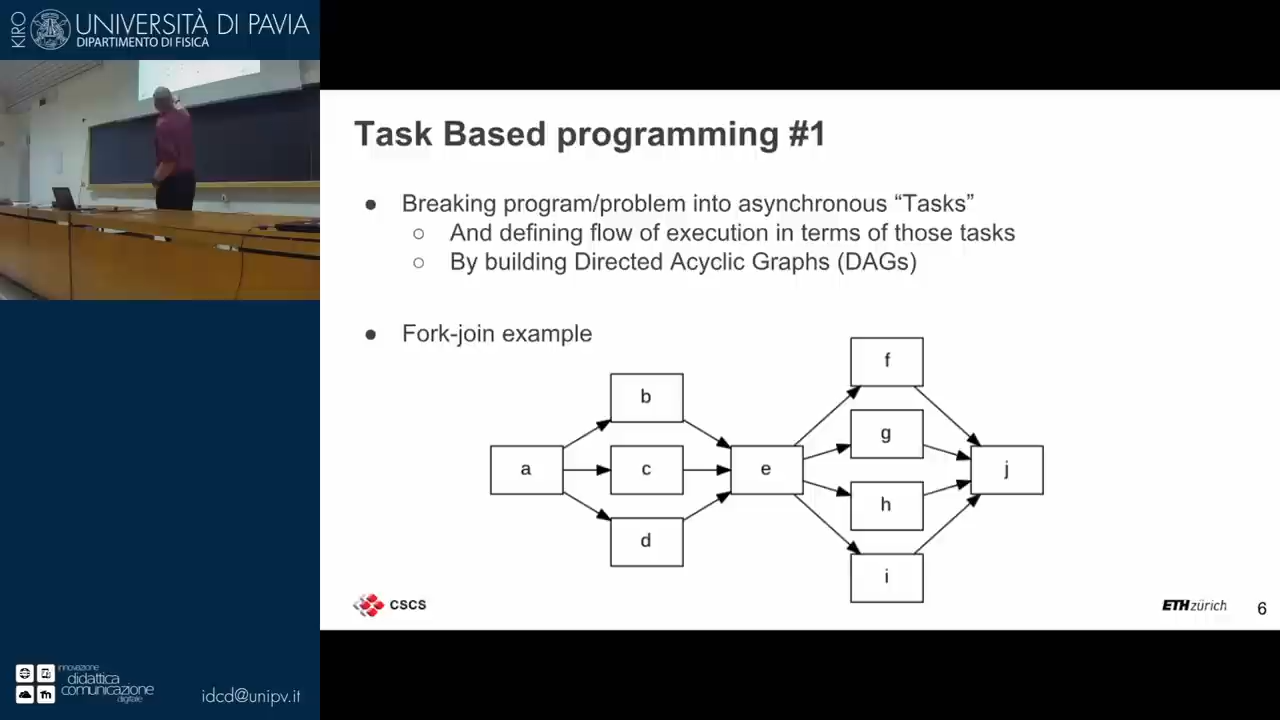 KIRO
UNIVERSITÀ DI PAVIA
DIPARTIMENTO DI FISICA
Task Based programming #1
● Breaking program/problem into asynchronous “Tasks”
○ And defining flow of execution in terms of those tasks
○ By building Directed Acyclic Graphs (DAGs)
● Fork-join example
f
b
g
a
c
e
j
h
d
i
CSCS
ETH zürich
6
innovazione
didattica
comunicazione
digitale
idcd@unipv.it